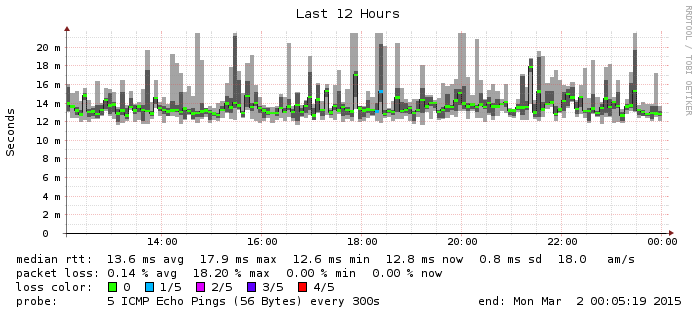 Last 12 Hours
RRDTOOL / TOBI OETIKER
Seconds
20 m
18 m
16 m
14 m
12 m
10 m
8 m
6 m
4 m
2 m
0
14:00 16:00 18:00 20:00 22:00 00:00
median rtt: 13.6 ms avg 17.9 ms max 12.6 ms min 12.8 ms now 0.8 ms sd 18.0 am/s
packet loss: 0.14 % avg 18.20 % max 0.00 % min 0.00 % now
loss color: 0 1/5 2/5 3/5 4/5
probe: 5 ICMP Echo Pings (56 Bytes) every 300s end: Mon Mar 2 00:05:19 2015